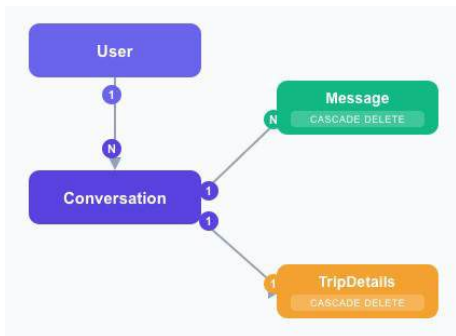 User
1
N
Conversation
1
1
N
Message
CASCADE DELETE
1
TripDetails
CASCADE DELETE